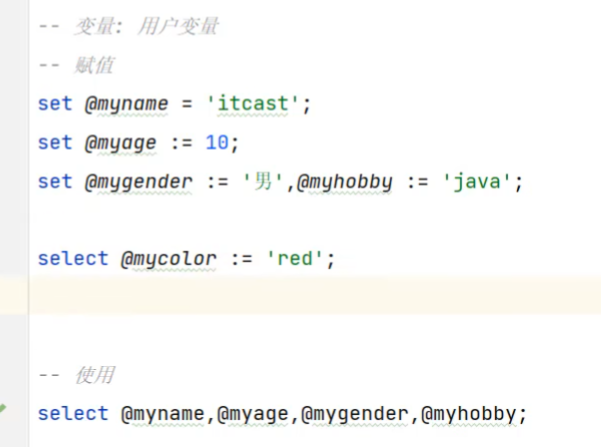 -- 变量: 用户变量
-- 赋值
set @myname = 'itcast';
set @myage := 10;
set @mygender := '男',@myhobby := 'java';
select @mycolor := 'red';
-- 使用
select @myname,@myage,@mygender,@myhobby;